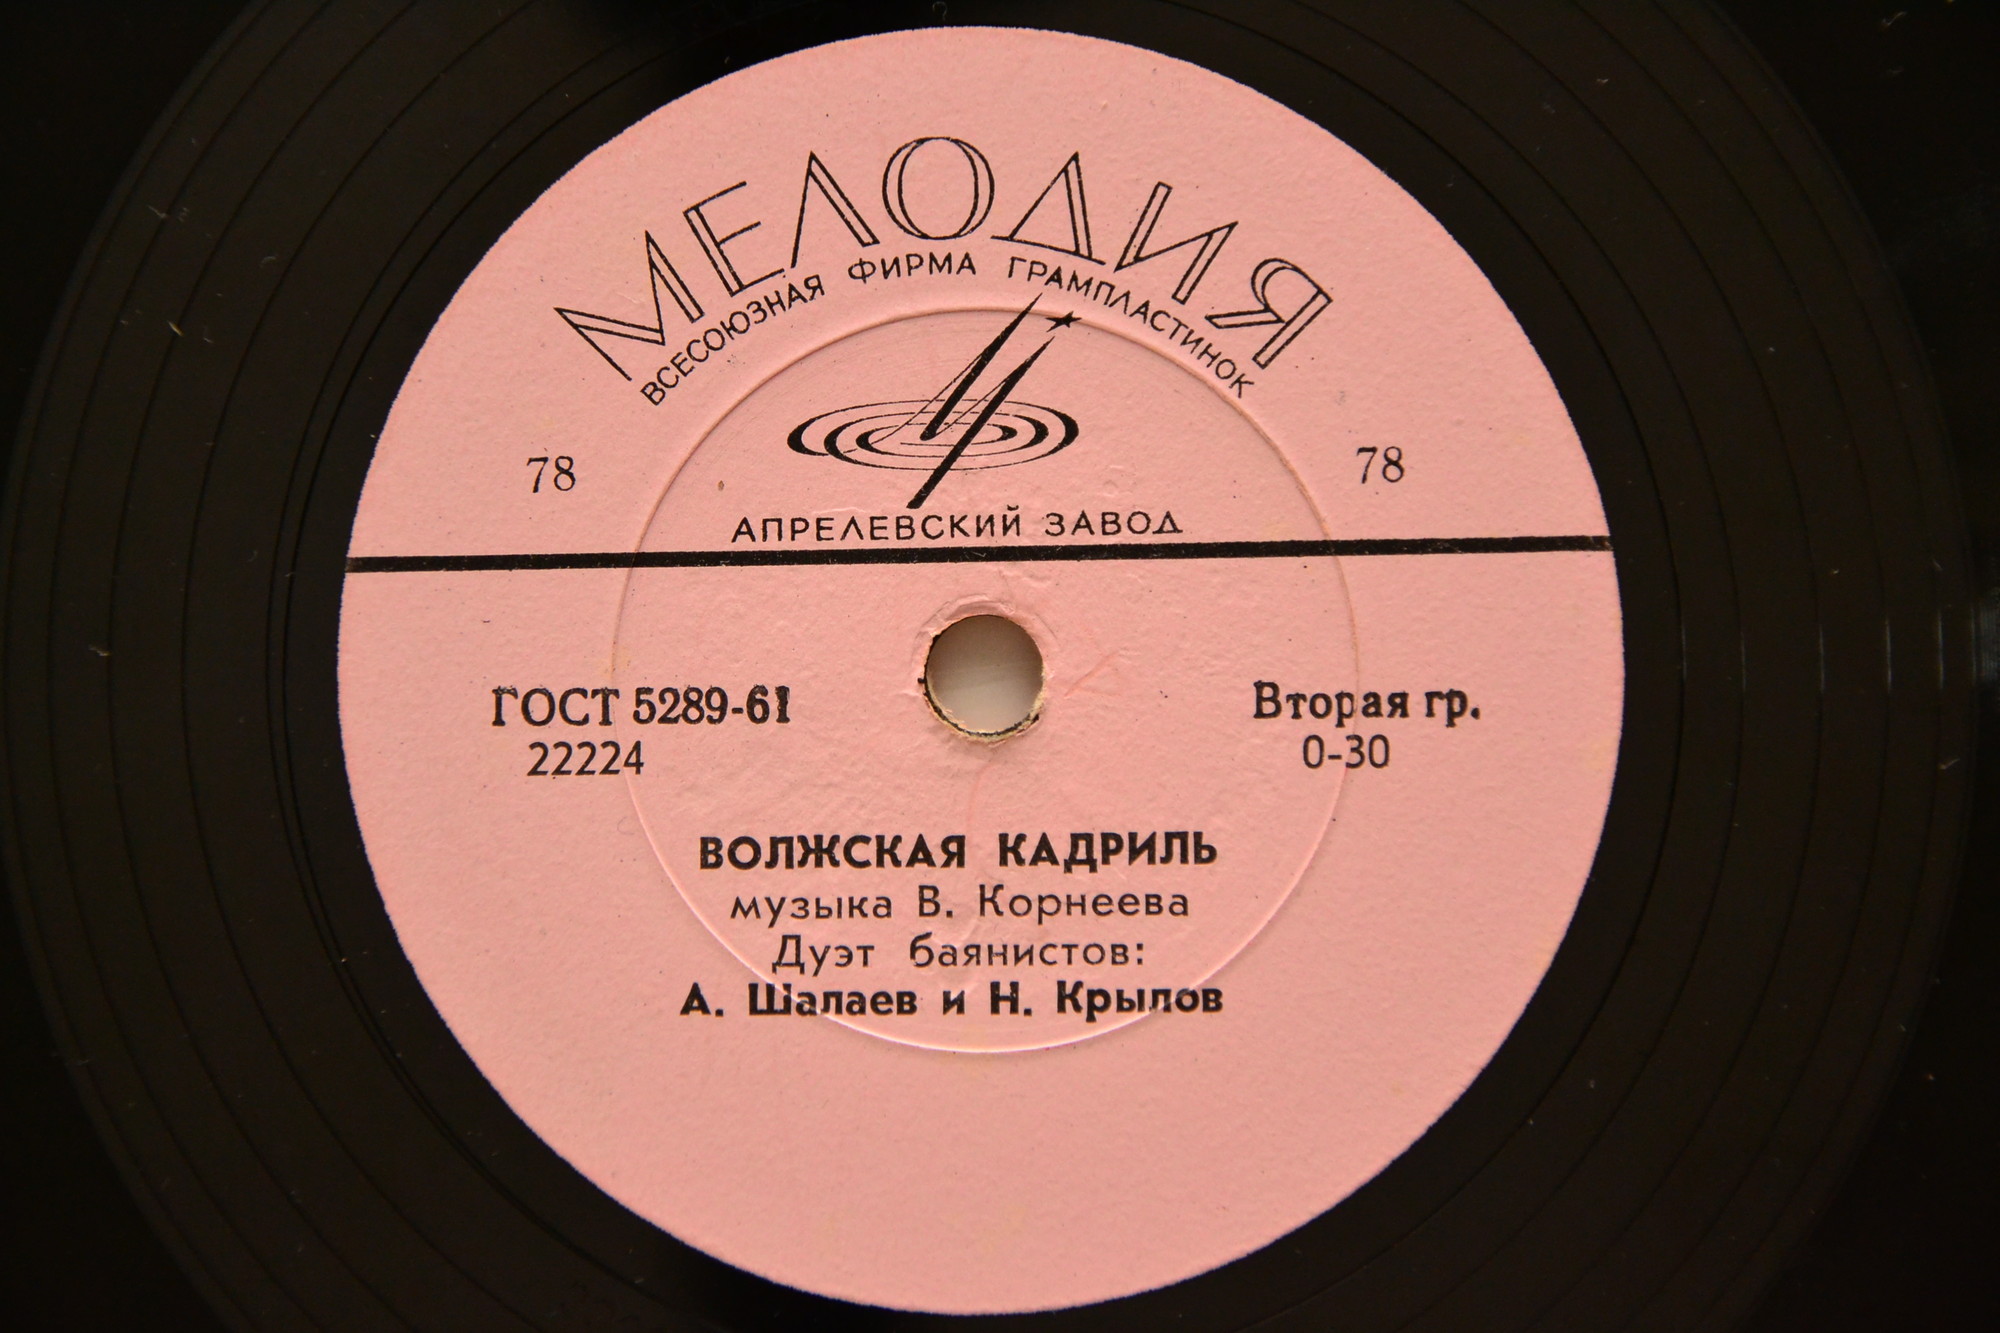 МЕЛОДИЯ
ВСЕСОЮЗНАЯ ФИРМА ГРАМПЛАСТИНОК
78 78
АПРЕЛЕВСКИЙ ЗАВОД
ГОСТ 5289-61 Вторая гр.
22224 0-30
ВОЛЖСКАЯ КАДРИЛЬ
музыка В. Корнеева
Дуэт баянистов:
А. Шалаев и Н. Крылов